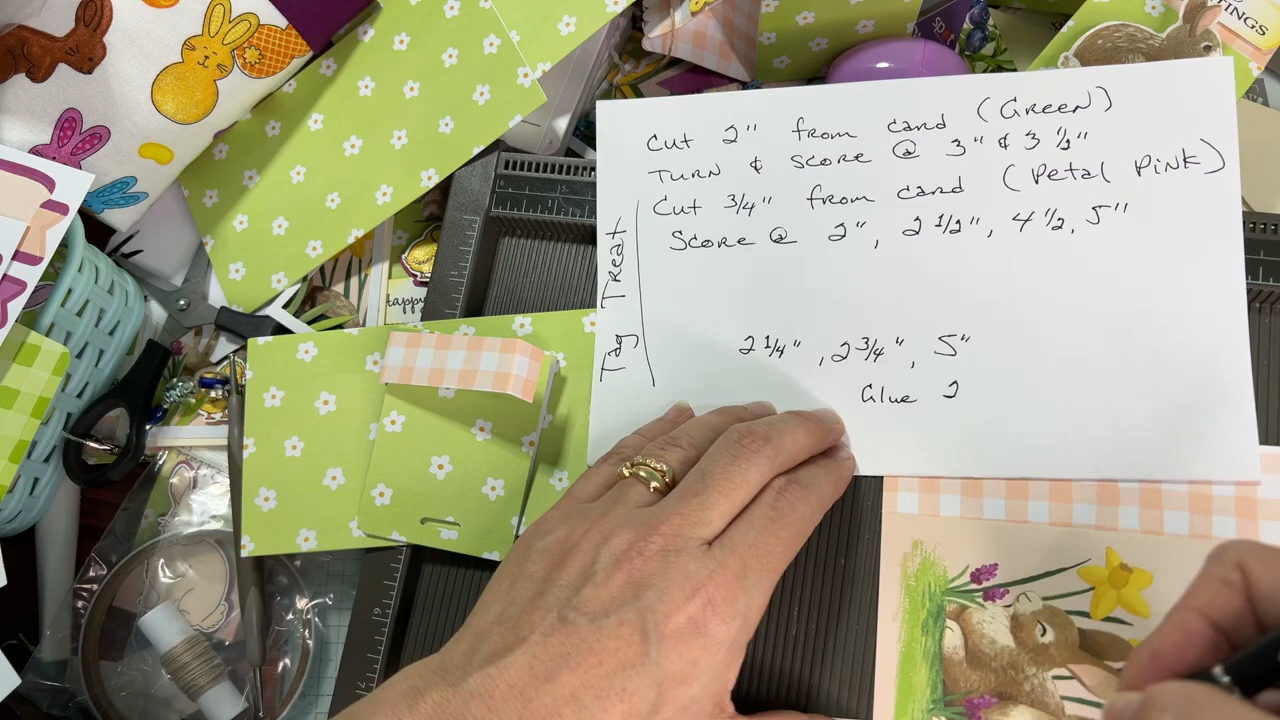 Cut 2" from card (Green)
TURN & SCORE @ 3" & 3 1/2"
Cut 3/4" from card (Petal Pink)
Score @ 2", 2 1/2", 4 1/2, 5"
Tag Treat
2 1/4", 2 3/4", 5"
Glue 2
Happy